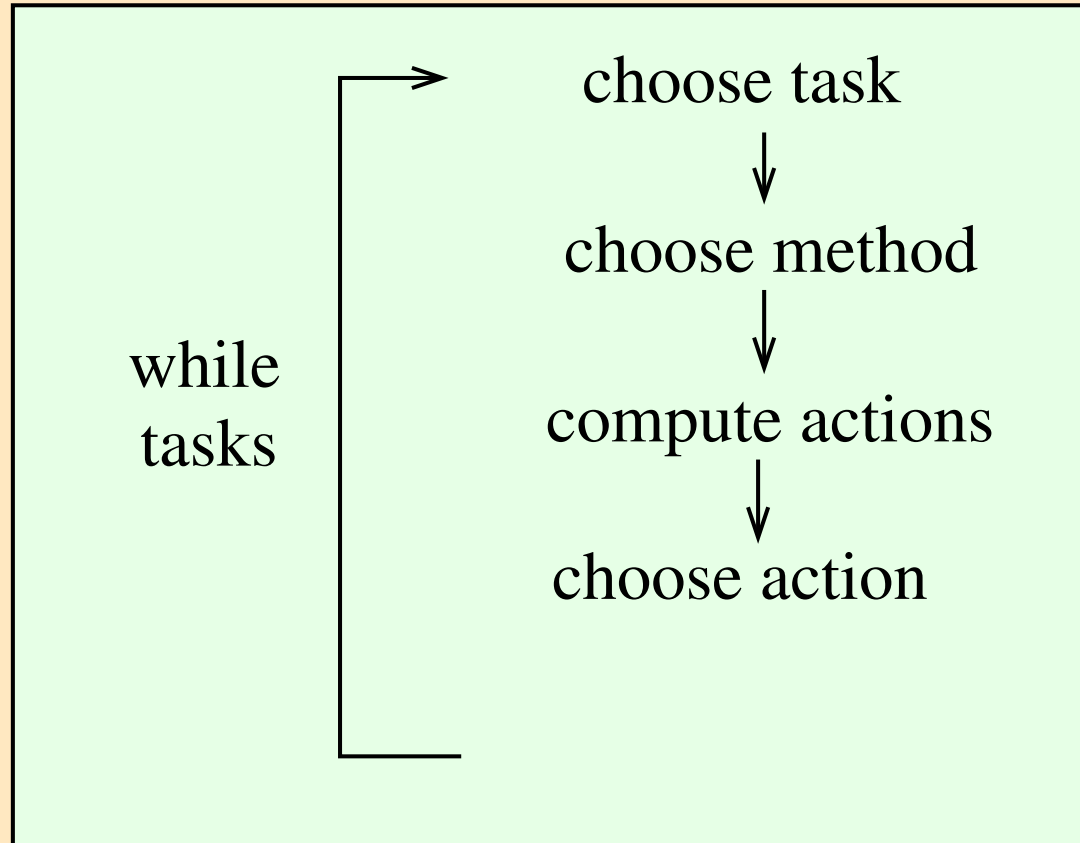 choose task
choose method
while
tasks
compute actions
choose action